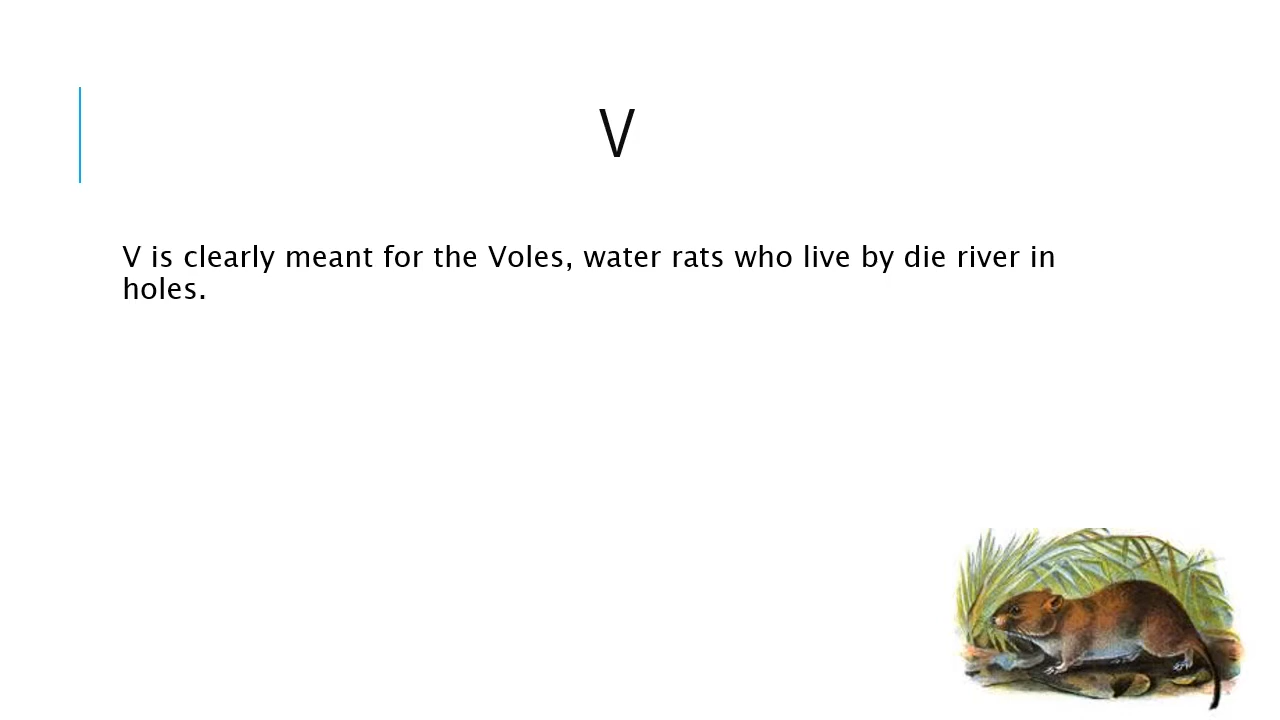 V
V is clearly meant for the Voles, water rats who live by die river in
holes.